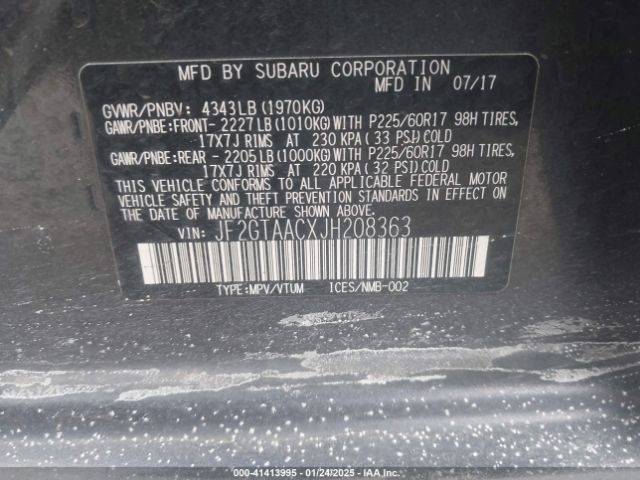 MFD BY SUBARU CORPORATION
MFD IN 07/17
GVWR/PNBV: 4343LB(1970KG)
GAWR/PNBE:FRONT- 2227LB(1010KG)WITH P225/60R17 98H TIRES,
17X7J RIMS AT 230 KPA( 33 PSI)COLD
GAWR/PNBE:REAR - 2205LB(1000KG)WITH P225/60R17 98H TIRES,
17X7J RIMS AT 220 KPA( 32 PSI)COLD
THIS VEHICLE CONFORMS TO ALL APPLICABLE FEDERAL MOTOR
VEHICLE SAFETY AND THEFT PREVENTION STANDARDS IN EFFECT ON
THE DATE OF MANUFACTURE SHOWN ABOVE.
VIN: JF2GTAACXJH208363
TYPE:MPV/VTUM ICES/NMB-002
000-41413995 - 01/24/2025 - IAA Inc.